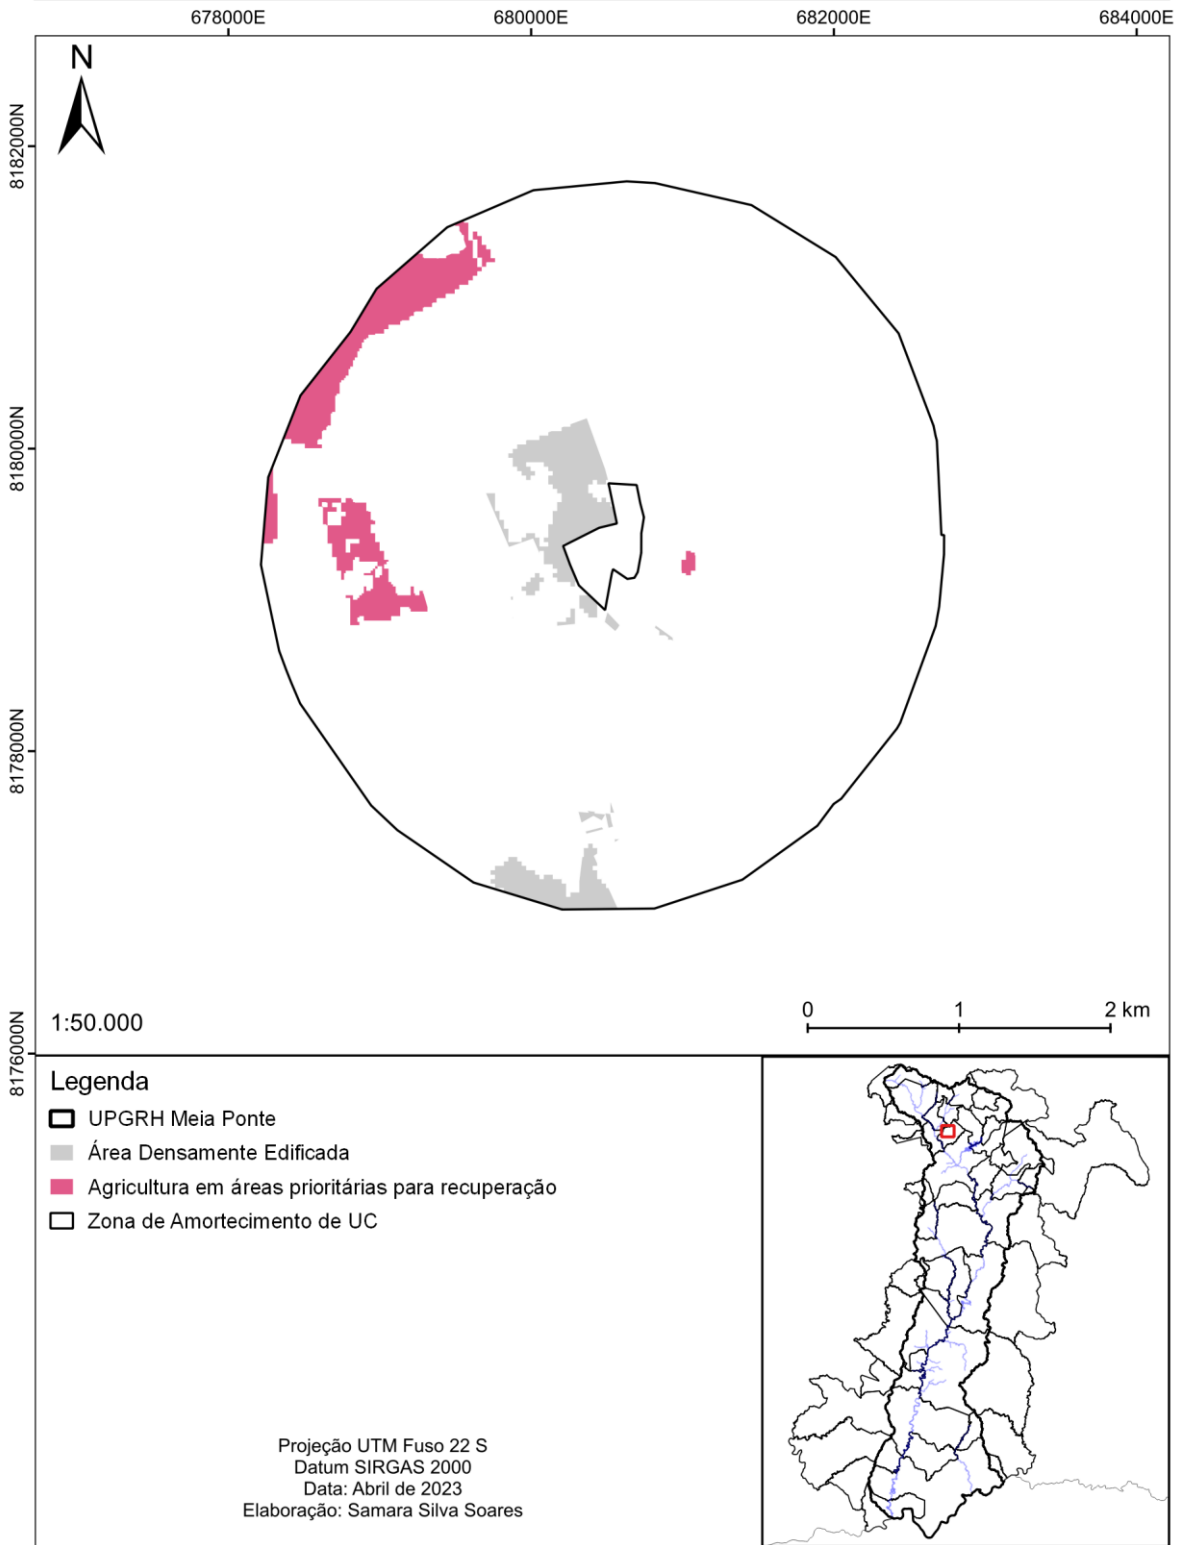 678000E 680000E 682000E 684000E
N
8182000N
8180000N
8178000N
8176000N
1:50.000
0 1 2 km
Legenda
UPGRH Meia Ponte
Área Densamente Edificada
Agricultura em áreas prioritárias para recuperação
Zona de Amortecimento de UC
Projeção UTM Fuso 22 S
Datum SIRGAS 2000
Data: Abril de 2023
Elaboração: Samara Silva Soares